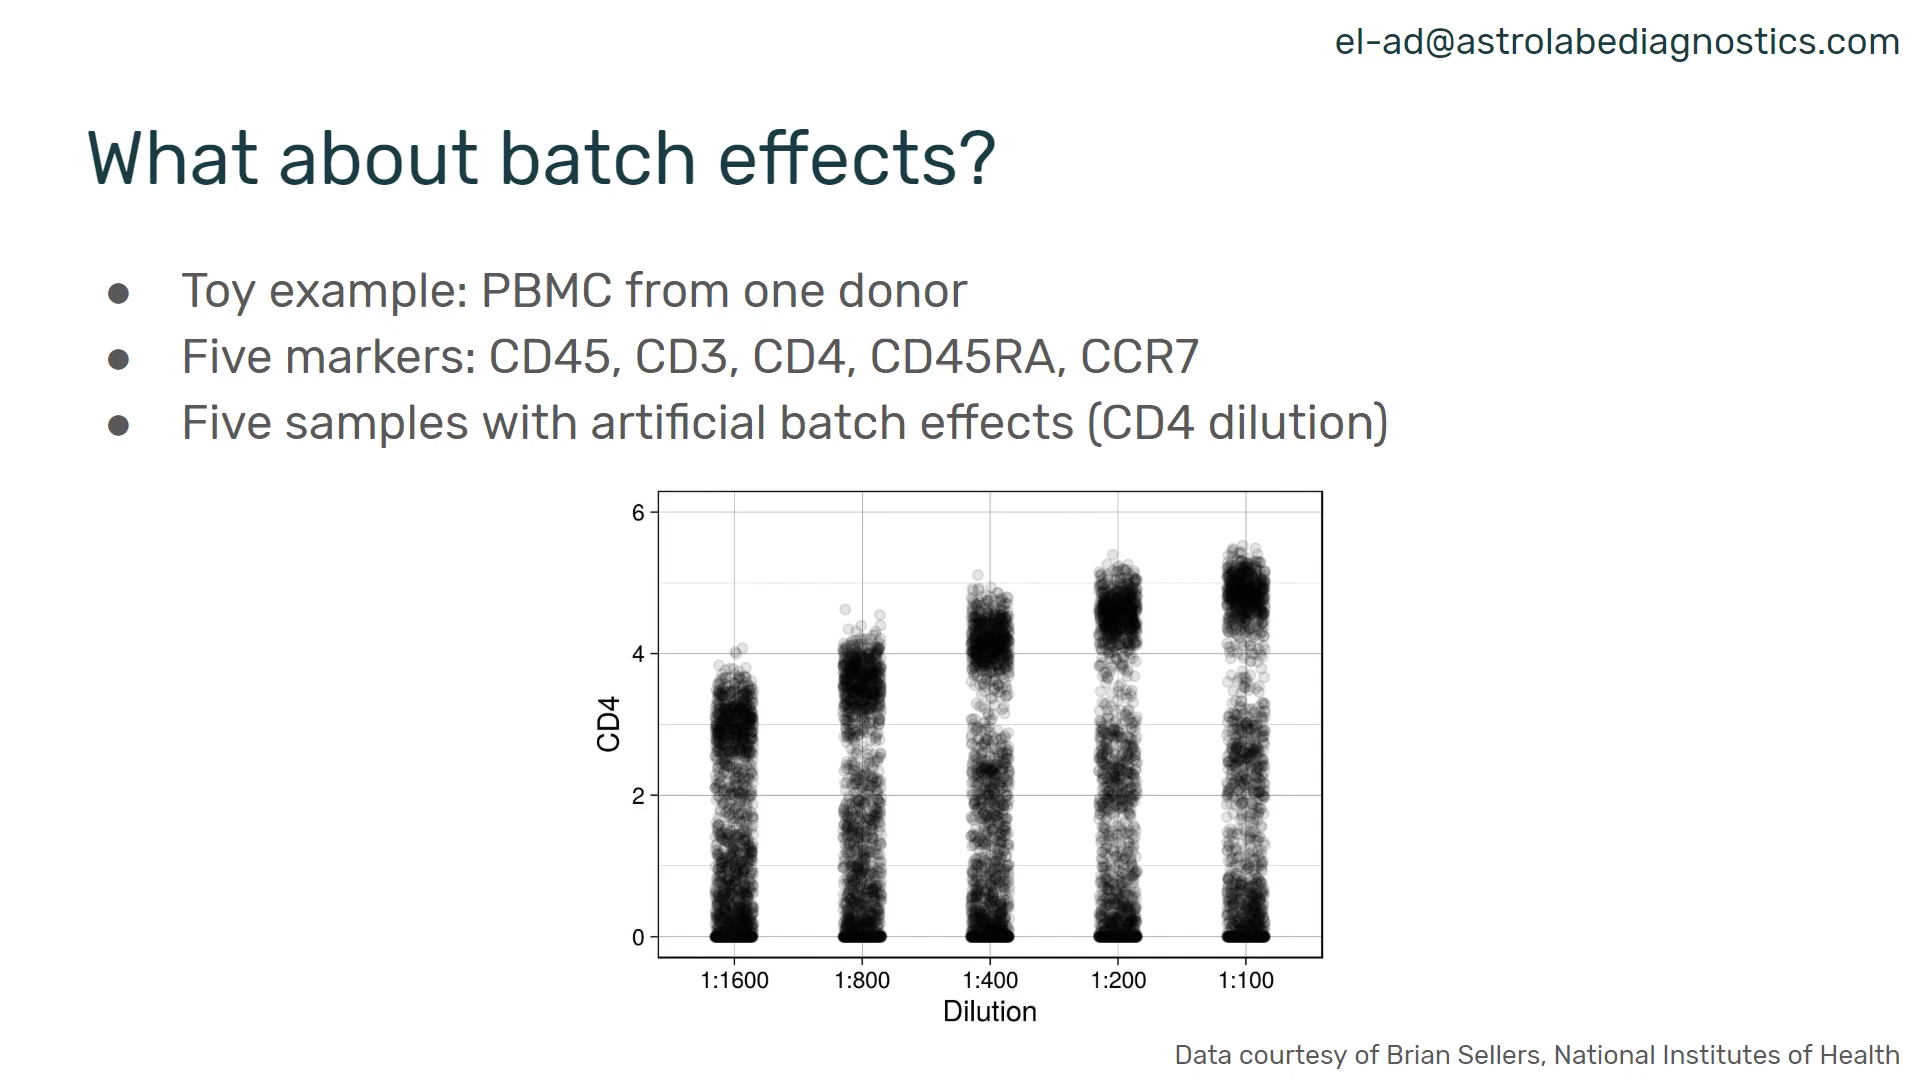 el-ad@astrolabediagnostics.com
What about batch effects?
● Toy example: PBMC from one donor
● Five markers: CD45, CD3, CD4, CD45RA, CCR7
● Five samples with artificial batch effects (CD4 dilution)
6
4
2
0
CD4
1:1600 1:800 1:400 1:200 1:100
Dilution
Data courtesy of Brian Sellers, National Institutes of Health